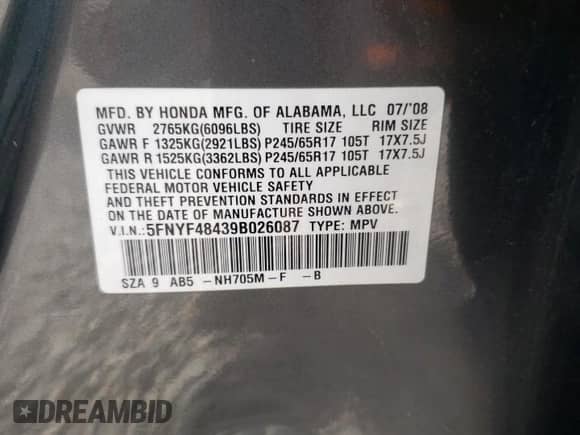 MFD. BY HONDA MFG. OF ALABAMA, LLC 07/'08
GVWR 2765KG(6096LBS) TIRE SIZE RIM SIZE
GAWR F 1325KG(2921LBS) P245/65R17 105T 17X7.5J
GAWR R 1525KG(3362LBS) P245/65R17 105T 17X7.5J
THIS VEHICLE CONFORMS TO ALL APPLICABLE
FEDERAL MOTOR VEHICLE SAFETY
AND THEFT PREVENTION STANDARDS IN EFFECT
ON THE DATE OF MANUFACTURE SHOWN ABOVE.
V.I.N.: 5FNYF48439B026087 TYPE: MPV
SZA 9 AB5 -NH705M-F -B
DREAMBID